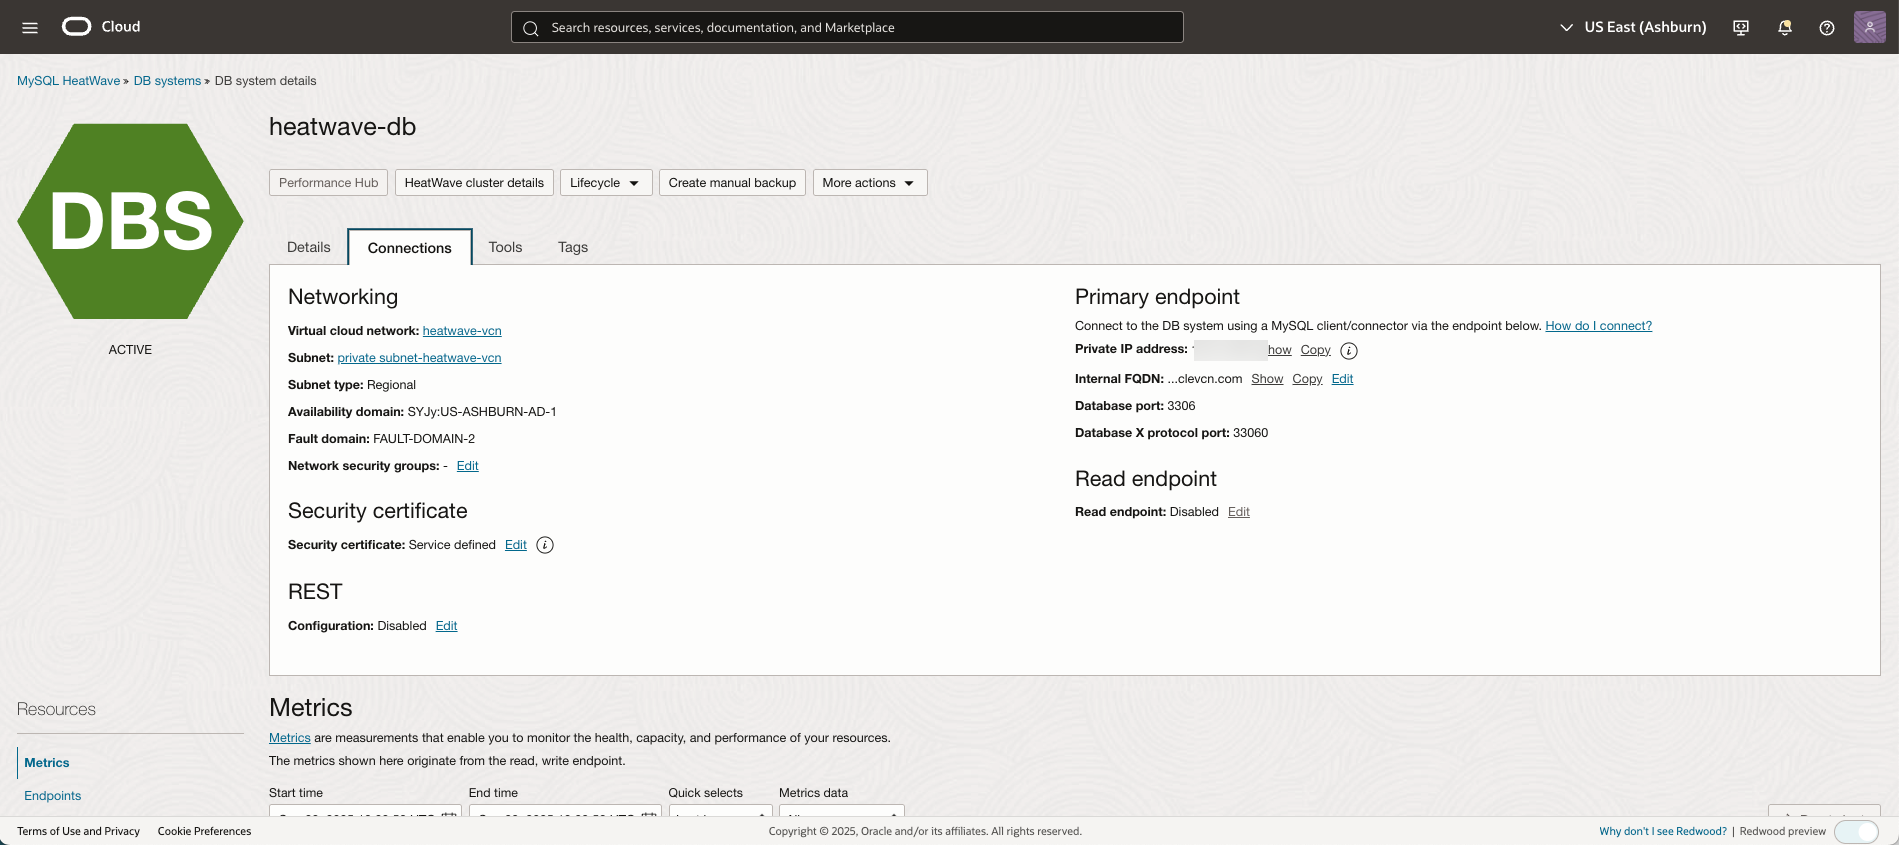 Cloud
Search resources, services, documentation, and Marketplace
US East (Ashburn)
MySQL HeatWave » DB systems » DB system details
DBS
ACTIVE
heatwave-db
Performance Hub
HeatWave cluster details
Lifecycle
Create manual backup
More actions
Details
Connections
Tools
Tags
Networking
Virtual cloud network: heatwave-vcn
Subnet: private subnet-heatwave-vcn
Subnet type: Regional
Availability domain: SYJy:US-ASHBURN-AD-1
Fault domain: FAULT-DOMAIN-2
Network security groups: - Edit
Security certificate
Security certificate: Service defined Edit
REST
Configuration: Disabled Edit
Primary endpoint
Connect to the DB system using a MySQL client/connector via the endpoint below. How do I connect?
Private IP address: how Copy
Internal FQDN: ...clevcn.com Show Copy Edit
Database port: 3306
Database X protocol port: 33060
Read endpoint
Read endpoint: Disabled Edit
Resources
Metrics
Endpoints
Metrics
Metrics are measurements that enable you to monitor the health, capacity, and performance of your resources.
The metrics shown here originate from the read, write endpoint.
Start time
End time
Quick selects
Metrics data
Terms of Use and Privacy
Cookie Preferences
Copyright © 2025, Oracle and/or its affiliates. All rights reserved.
Why don't I see Redwood? | Redwood preview